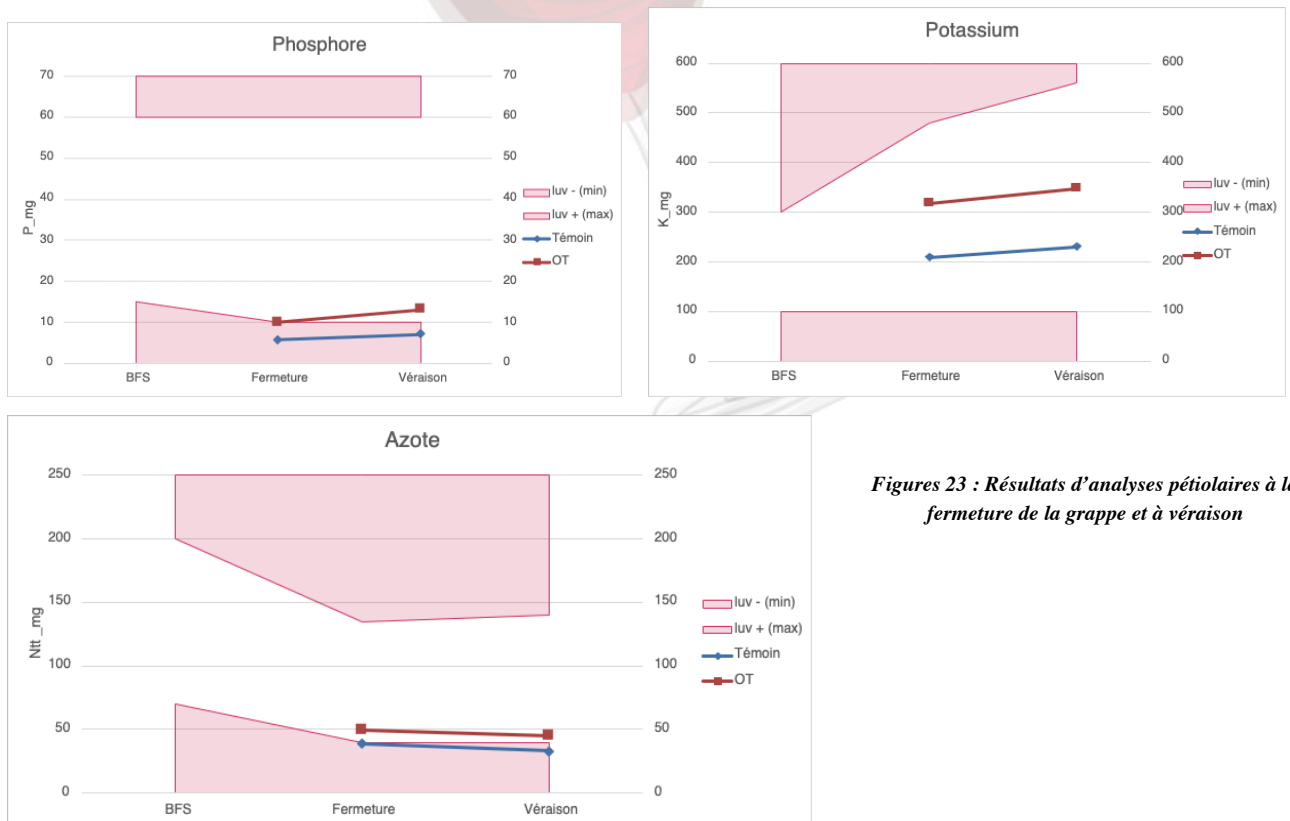 Phosphore
70
60
50
40
30
20
10
0
P_mg
70
60
50
40
30
20
10
0
BFS
Fermeture
Véraison
luv - (min)
luv + (max)
Témoin
OT
Potassium
600
500
400
300
200
100
0
K_mg
600
500
400
300
200
100
0
BFS
Fermeture
Véraison
luv - (min)
luv + (max)
Témoin
OT
Azote
250
200
150
100
50
0
Ntt _mg
250
200
150
100
50
0
BFS
Fermeture
Véraison
luv - (min)
luv + (max)
Témoin
OT
Figures 23 : Résultats d'analyses pétiolaires à
fermeture de la grappe et à véraison